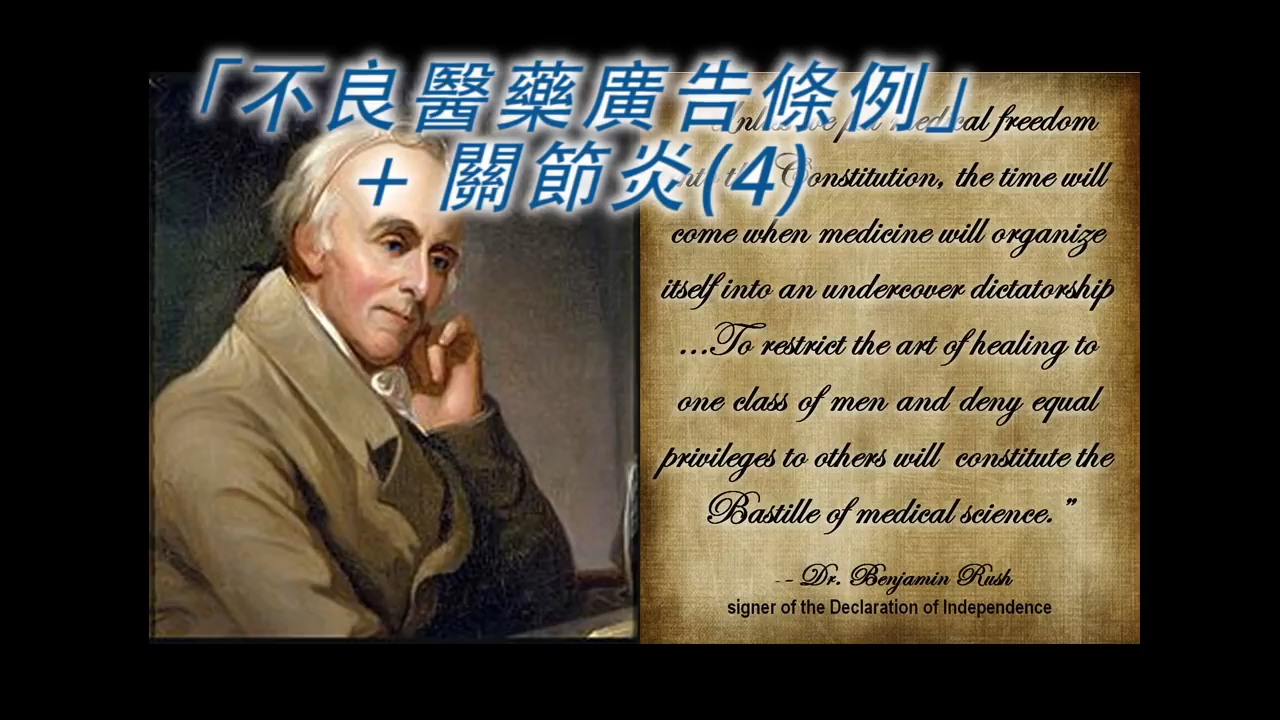 「不良醫藥廣告條例」
+ 關節炎(4)
medical freedom
Constitution, the time will
come when medicine will organize
itself into an undercover dictatorship
...To restrict the art of healing to
one class of men and deny equal
privileges to others will constitute the
Bastille of medical science.”
-- Dr. Benjamin Rush
signer of the Declaration of Independence